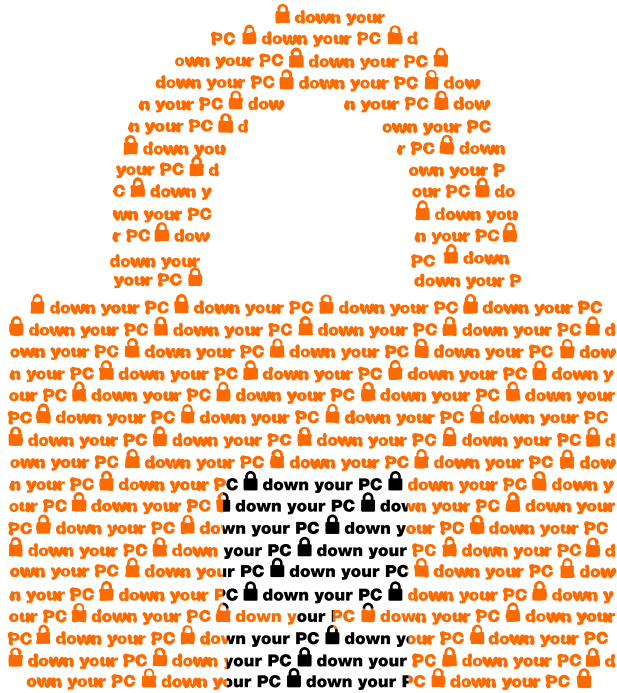 🔒 down your
PC 🔒 down your PC 🔒 d
own your PC 🔒 down your PC 🔒
down your PC 🔒 down your PC 🔒 dow
n your PC 🔒 dow n your PC 🔒 dow
n your PC 🔒 d own your PC
🔒 down you r PC 🔒 down
your PC 🔒 d own your P
C 🔒 down y our PC 🔒 do
wn your PC 🔒 down you
r PC 🔒 dow n your PC 🔒
down your PC 🔒 down
your PC 🔒 down your P
🔒 down your PC 🔒 down your PC 🔒 down your PC 🔒 down your PC
🔒 down your PC 🔒 down your PC 🔒 down your PC 🔒 down your PC 🔒 d
own your PC 🔒 down your PC 🔒 down your PC 🔒 down your PC 🔒 dow
n your PC 🔒 down your PC 🔒 down your PC 🔒 down your PC 🔒 down y
our PC 🔒 down your PC 🔒 down your PC 🔒 down your PC 🔒 down your
PC 🔒 down your PC 🔒 down your PC 🔒 down your PC 🔒 down your PC
🔒 down your PC 🔒 down your PC 🔒 down your PC 🔒 down your PC 🔒 d
own your PC 🔒 down your PC 🔒 down your PC 🔒 down your PC 🔒 dow
n your PC 🔒 down your PC 🔒 down your PC 🔒 down your PC 🔒 down y
our PC 🔒 down your PC 🔒 down your PC 🔒 down your PC 🔒 down your
PC 🔒 down your PC 🔒 down your PC 🔒 down your PC 🔒 down your PC
🔒 down your PC 🔒 down your PC 🔒 down your PC 🔒 down your PC 🔒 d
own your PC 🔒 down your PC 🔒 down your PC 🔒 down your PC 🔒 dow
n your PC 🔒 down your PC 🔒 down your PC 🔒 down your PC 🔒 down y
our PC 🔒 down your PC 🔒 down your PC 🔒 down your PC 🔒 down your
PC 🔒 down your PC 🔒 down your PC 🔒 down your PC 🔒 down your PC
🔒 down your PC 🔒 down your PC 🔒 down your PC 🔒 down your PC 🔒 d
own your PC 🔒 down your PC 🔒 down your PC 🔒 down your PC 🔒